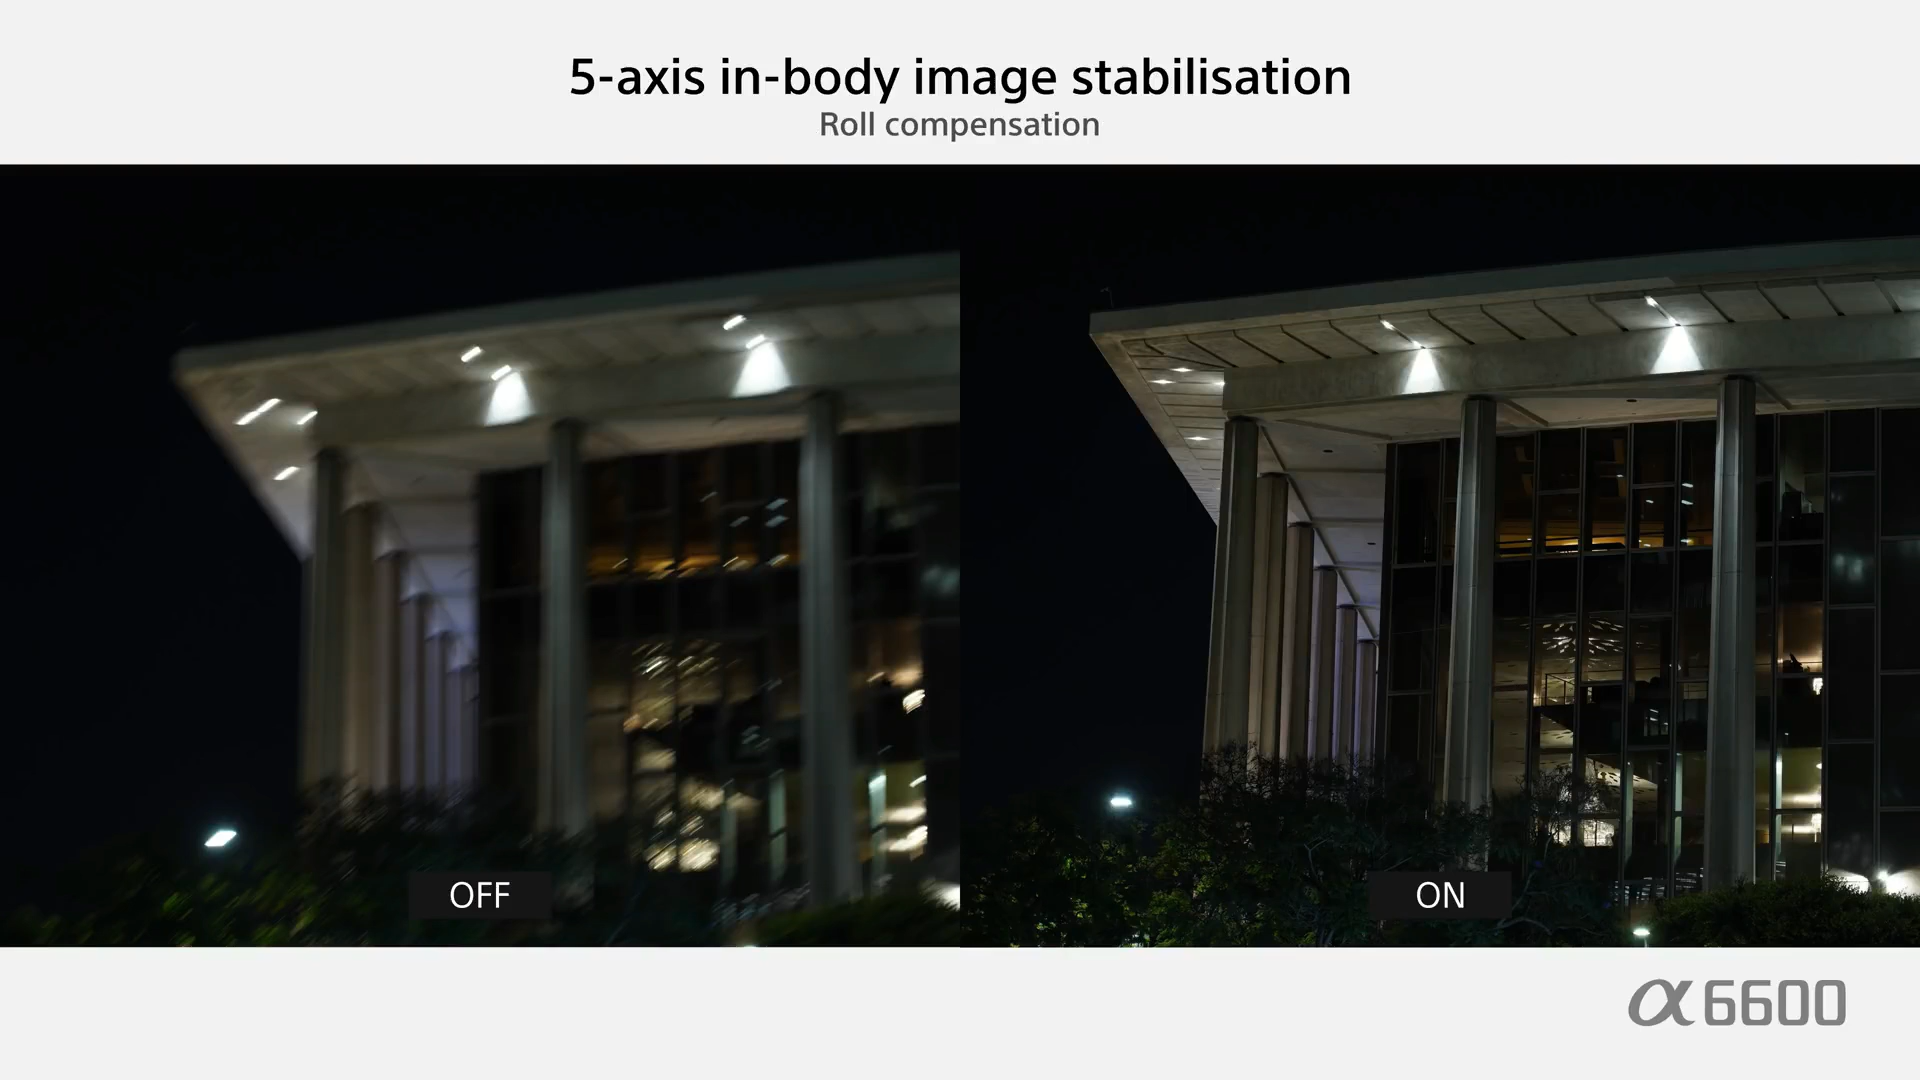 5-axis in-body image stabilisation
Roll compensation
OFF
ON
α6600